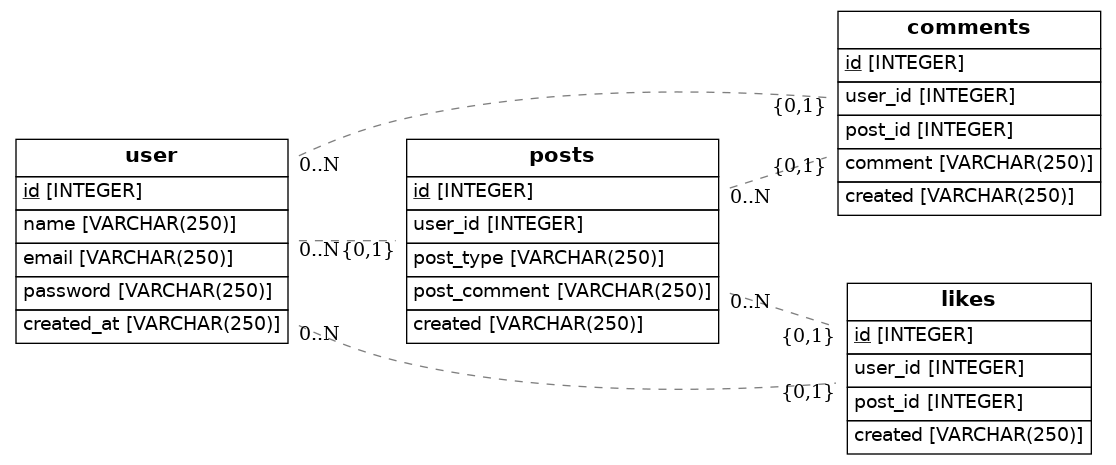 comments
id [INTEGER]
user_id [INTEGER]
post_id [INTEGER]
comment [VARCHAR(250)]
created [VARCHAR(250)]
{0,1}
{0,1}
user
id [INTEGER]
name [VARCHAR(250)]
email [VARCHAR(250)]
password [VARCHAR(250)]
created_at [VARCHAR(250)]
0..N
0..N
{0,1}
0..N
posts
id [INTEGER]
user_id [INTEGER]
post_type [VARCHAR(250)]
post_comment [VARCHAR(250)]
created [VARCHAR(250)]
0..N
0..N
{0,1}
{0,1}
likes
id [INTEGER]
user_id [INTEGER]
post_id [INTEGER]
created [VARCHAR(250)]